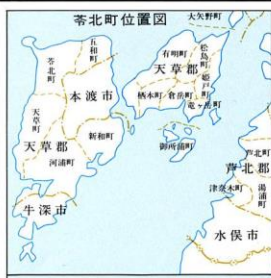 苓北町位置図
大矢野町
五和町
苓北町
有明町
松島町
姫戸町
天草郡
本渡市
栖本町
倉岳町
竜ヶ岳町
天草町
新和町
天草郡
河浦町
御所浦町
牛深市
芦北町
芦北郡
津奈木町
湯浦町
水俣市